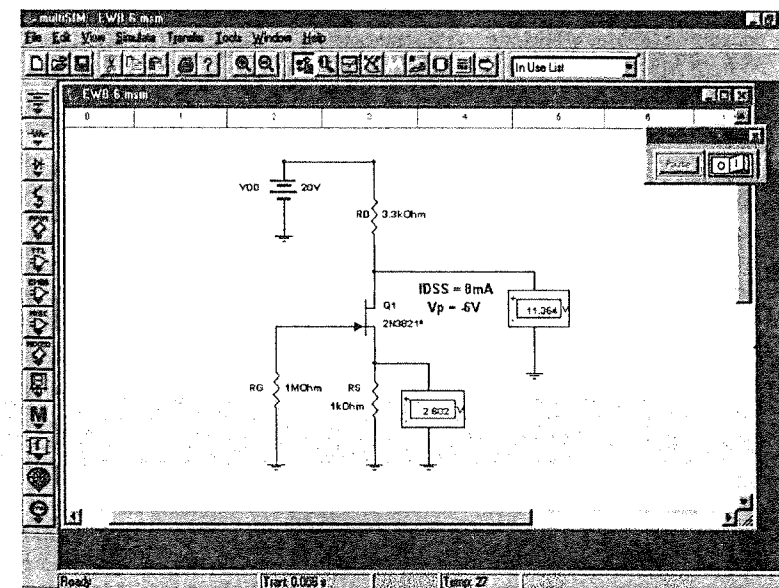 multiSIM - EWB 6.msm
File Edit View Simulate Transfer Tools Window Help
In Use List
EWB 6.msm
0 1 2 3 4 5 6
Pause
VDD 20V
RD 3.3kOhm
IDSS = 8mA
Vp = -6V
11.364 V
Q1
2N3821*
RG 1MOhm
RS
1kOhm
2.602 V
M
Ready Tran: 0.006 s Temp: 27